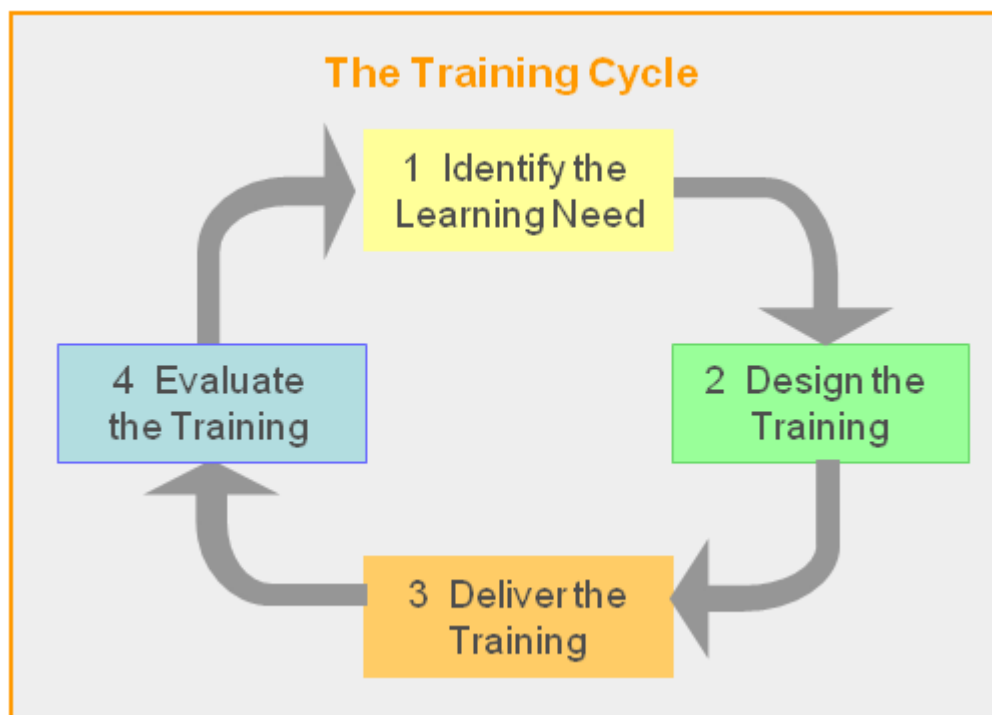 The Training Cycle
1 Identify the
Learning Need
2 Design the
Training
3 Deliver the
Training
4 Evaluate
the Training